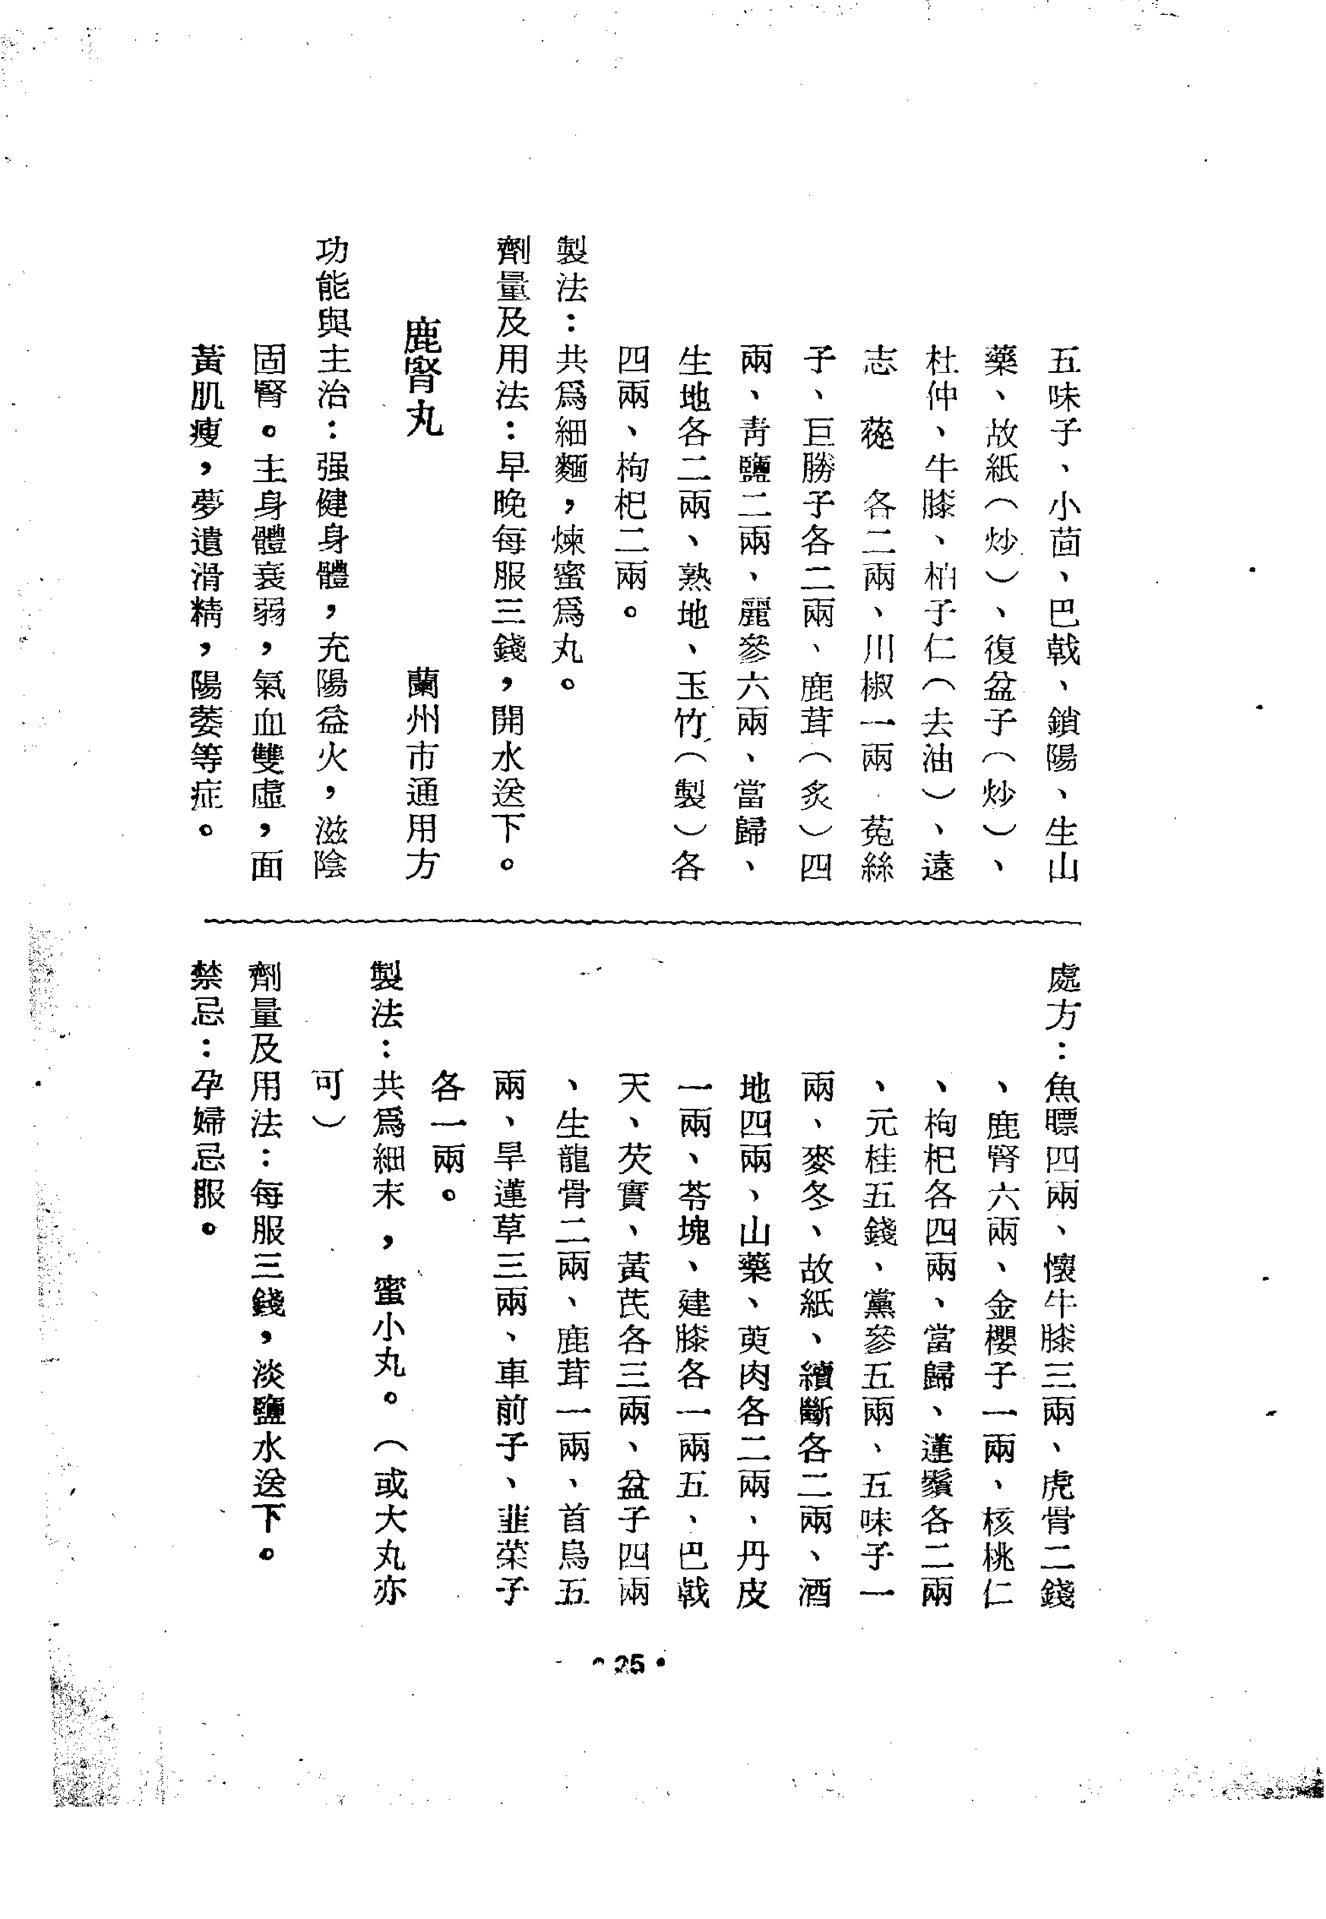 五味子、小茴、巴戟、鎖陽、生山
藥、故紙（炒）、復盆子（炒）、
杜仲、牛膝、柏子仁（去油）、遠
志 蓯 各二兩、川椒一兩 菟絲
子、巨勝子各二兩、鹿茸（炙）四
兩、靑鹽二兩、麗參六兩、當歸、
生地各二兩、熟地、玉竹（製）各
四兩、枸杞二兩。
製法：共爲細麵，煉蜜爲丸。
劑量及用法：早晚每服三錢，開水送下。
鹿腎丸 蘭州市通用方
功能與主治：强健身體，充陽益火，滋陰
固腎。主身體衰弱，氣血雙虛，面
黃肌瘦，夢遺滑精，陽萎等症。
處方：魚瞟四兩、懷牛膝三兩、虎骨二錢
、鹿腎六兩、金櫻子一兩、核桃仁
、枸杞各四兩、當歸、蓮鬚各二兩
、元桂五錢、黨參五兩、五味子一
兩、麥冬、故紙、續斷各二兩、酒
地四兩、山藥、萸肉各二兩、丹皮
一兩、苓塊、建膝各一兩五、巴戟
天、芡實、黃芪各三兩、盆子四兩
、生龍骨二兩、鹿茸一兩、首烏五
兩、旱蓮草三兩、車前子、韮菜子
各一兩。
製法：共爲細末，蜜小丸。（或大丸亦
可）
劑量及用法：每服三錢，淡鹽水送下。
禁忌：孕婦忌服。
·25·